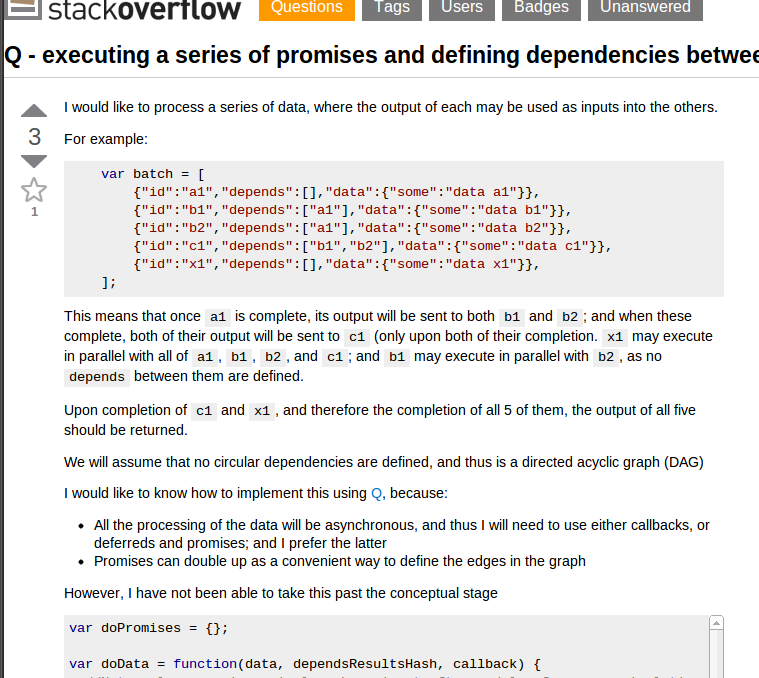 stackoverflow Questions Tags Users Badges Unanswered
Q - executing a series of promises and defining dependencies betwee
I would like to process a series of data, where the output of each may be used as inputs into the others.
3
For example:
1
var batch = [
{"id":"a1","depends":[],"data":{"some":"data a1"}},
{"id":"b1","depends":["a1"],"data":{"some":"data b1"}},
{"id":"b2","depends":["a1"],"data":{"some":"data b2"}},
{"id":"c1","depends":["b1","b2"],"data":{"some":"data c1"}},
{"id":"x1","depends":[],"data":{"some":"data x1"}},
];
This means that once a1 is complete, its output will be sent to both b1 and b2; and when these
complete, both of their output will be sent to c1 (only upon both of their completion. x1 may execute
in parallel with all of a1, b1, b2, and c1; and b1 may execute in parallel with b2, as no
depends between them are defined.
Upon completion of c1 and x1, and therefore the completion of all 5 of them, the output of all five
should be returned.
We will assume that no circular dependencies are defined, and thus is a directed acyclic graph (DAG)
I would like to know how to implement this using Q, because:
• All the processing of the data will be asynchronous, and thus I will need to use either callbacks, or
deferreds and promises; and I prefer the latter
• Promises can double up as a convenient way to define the edges in the graph
However, I have not been able to take this past the conceptual stage
var doPromises = {};
var doData = function(data, dependsResultsHash, callback) {